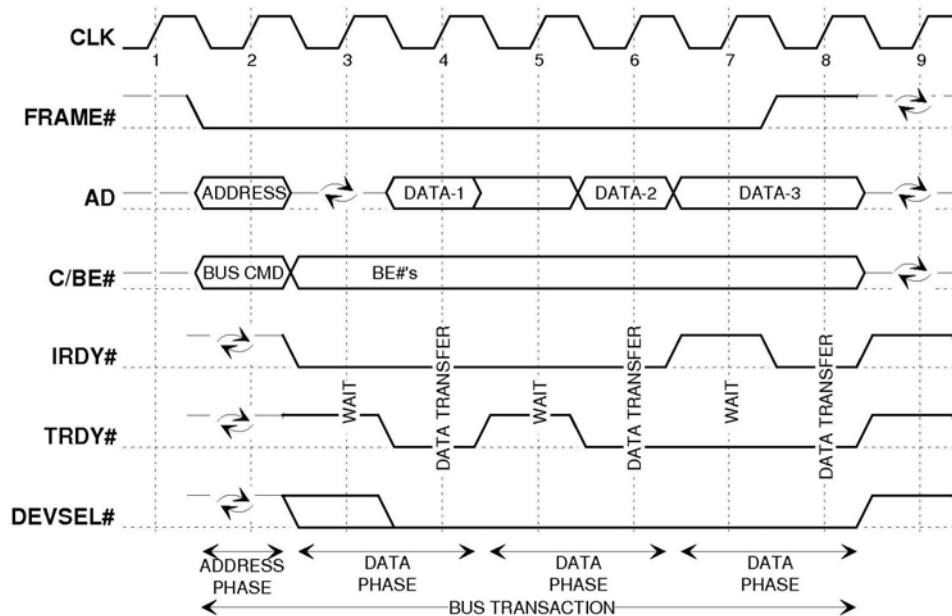 CLK
1 2 3 4 5 6 7 8 9
FRAME#
AD
ADDRESS
DATA-1
DATA-2
DATA-3
C/BE#
BUS CMD
BE#'s
IRDY#
TRDY#
WAIT
DATA TRANSFER
WAIT
DATA TRANSFER
WAIT
DATA TRANSFER
DEVSEL#
ADDRESS
PHASE
DATA
PHASE
DATA
PHASE
DATA
PHASE
BUS TRANSACTION